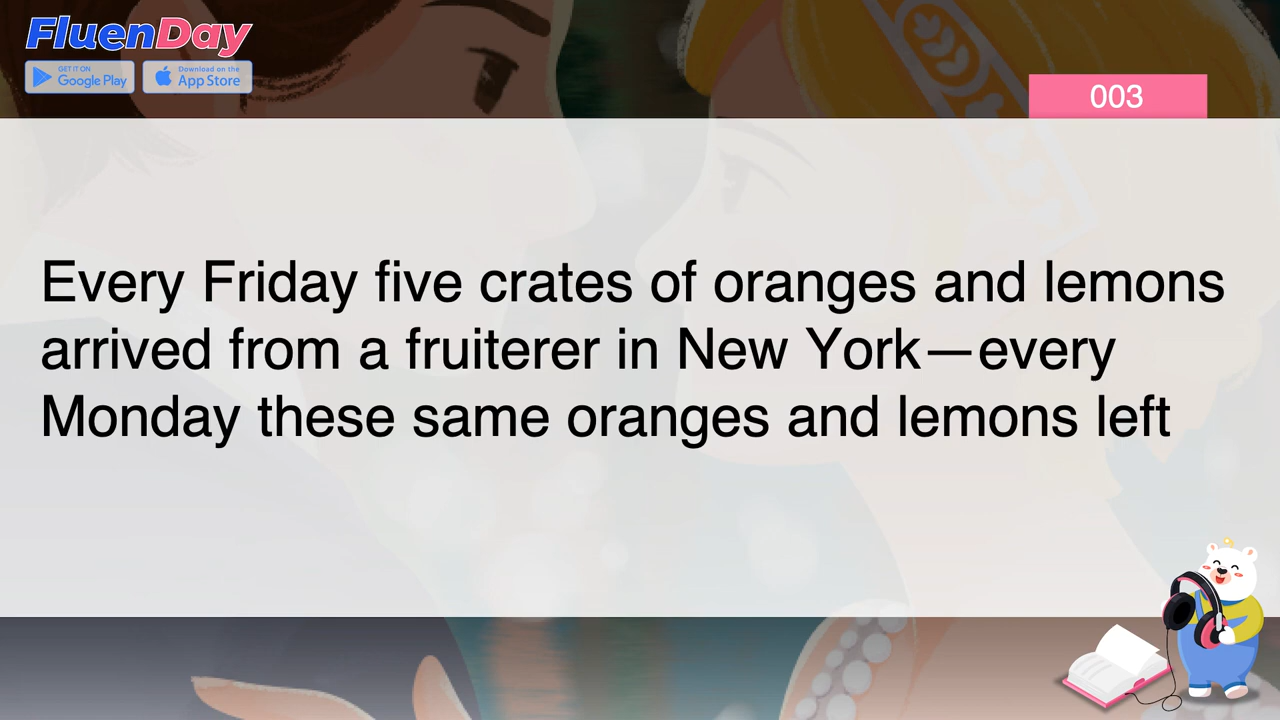 FluenDay
GET IT ON
Google Play
Download on the
App Store
003
Every Friday five crates of oranges and lemons
arrived from a fruiterer in New York—every
Monday these same oranges and lemons left